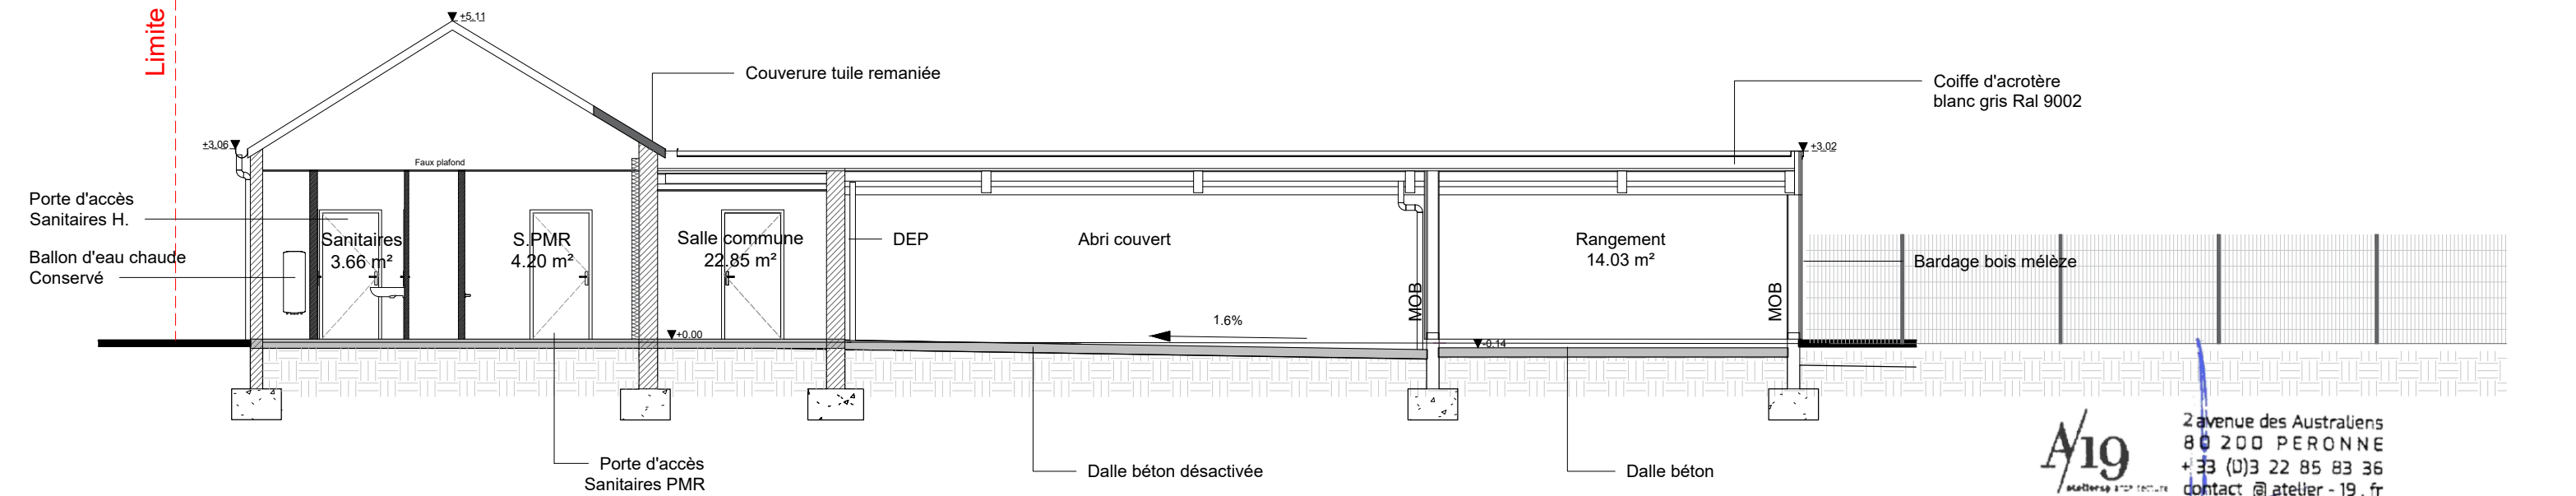 Limite
+5.11
Couverure tuile remaniée
Coiffe d'acrotère
blanc gris Ral 9002
+3.06
+3.02
Faux plafond
Porte d'accès
Sanitaires H.
Ballon d'eau chaude
Conservé
Sanitaires
3.66 m²
S.PMR
4.20 m²
Salle commune
22.85 m²
DEP
Abri couvert
Rangement
14.03 m²
Bardage bois mélèze
MOB
MOB
1.6%
+0.00
-0.14
Porte d'accès
Sanitaires PMR
Dalle béton désactivée
Dalle béton
A/19
2 avenue des Australiens
80 200 PERONNE
+33 (0)3 22 85 83 36
contact @ atelier - 19 . fr